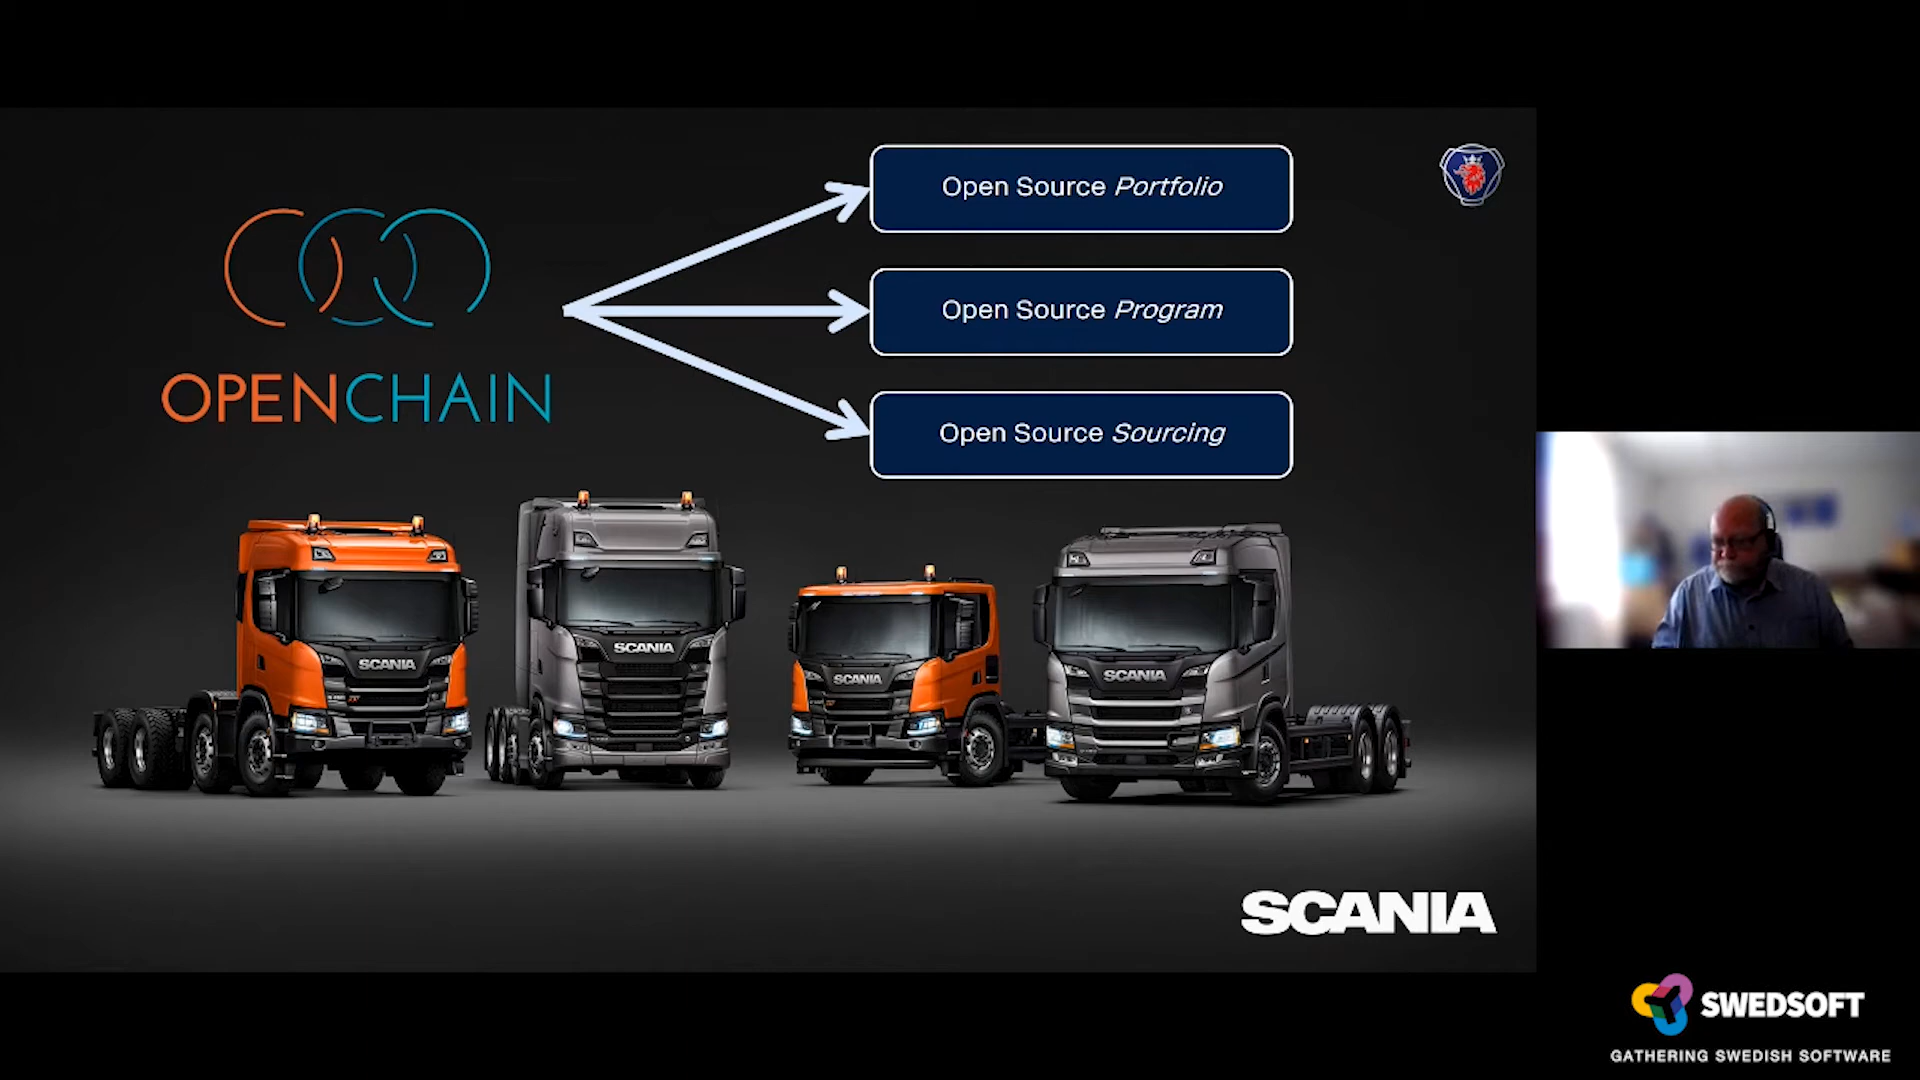 Open Source Portfolio
Open Source Program
Open Source Sourcing
OPENCHAIN
SCANIA
SCANIA
SCANIA
SCANIA
SCANIA
SWEDSOFT
GATHERING SWEDISH SOFTWARE